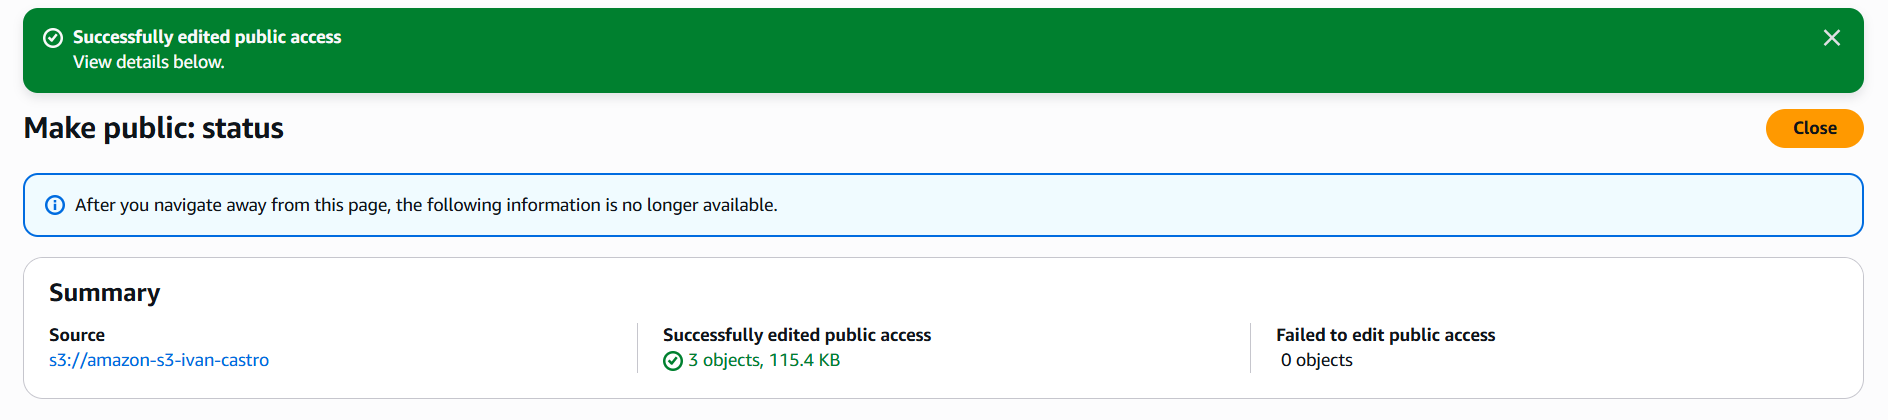 Successfully edited public access
View details below.
Make public: status
Close
After you navigate away from this page, the following information is no longer available.
Summary
Source
s3://amazon-s3-ivan-castro
Successfully edited public access
3 objects, 115.4 KB
Failed to edit public access
0 objects